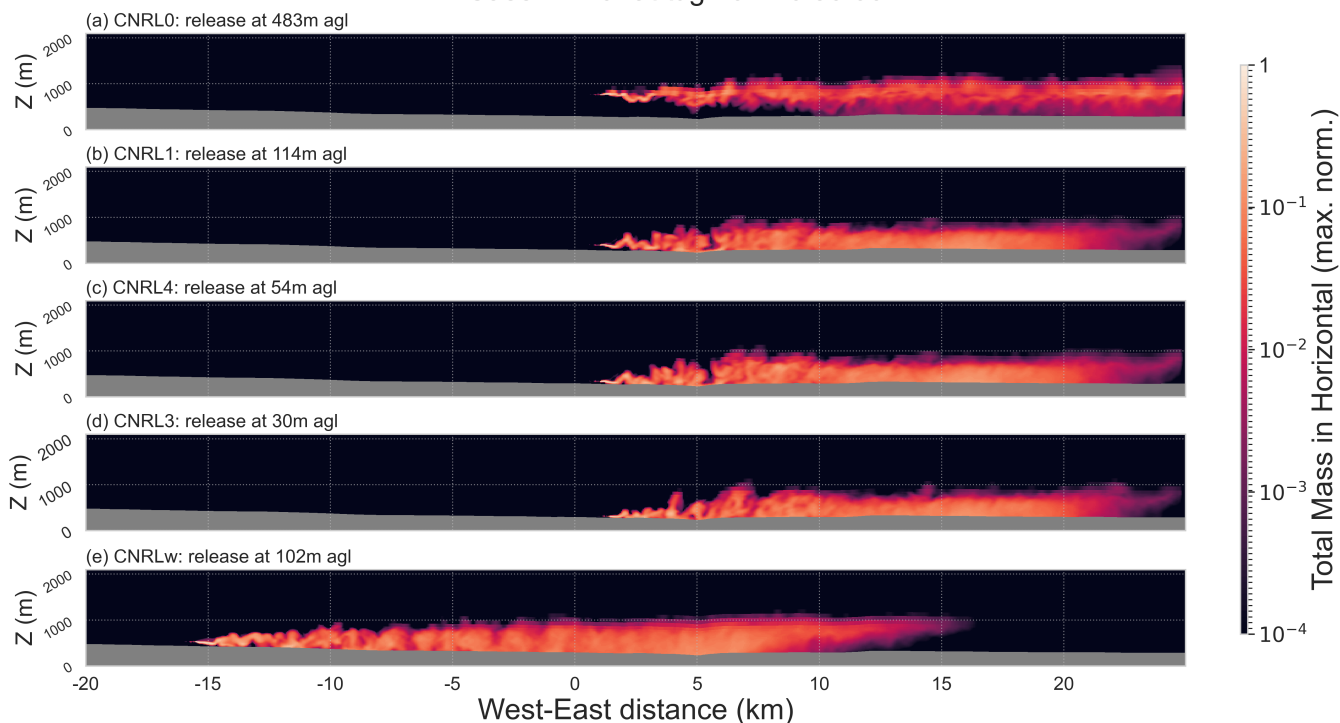 (a) CNRL0: release at 483m agl
2000
1000
0
Z (m)
(b) CNRL1: release at 114m agl
2000
1000
0
Z (m)
(c) CNRL4: release at 54m agl
2000
1000
0
Z (m)
(d) CNRL3: release at 30m agl
2000
1000
0
Z (m)
(e) CNRLw: release at 102m agl
2000
1000
0
Z (m)
-20 -15 -10 -5 0 5 10 15 20
West-East distance (km)
1
10⁻¹
10⁻²
10⁻³
10⁻⁴
Total Mass in Horizontal (max. norm.)